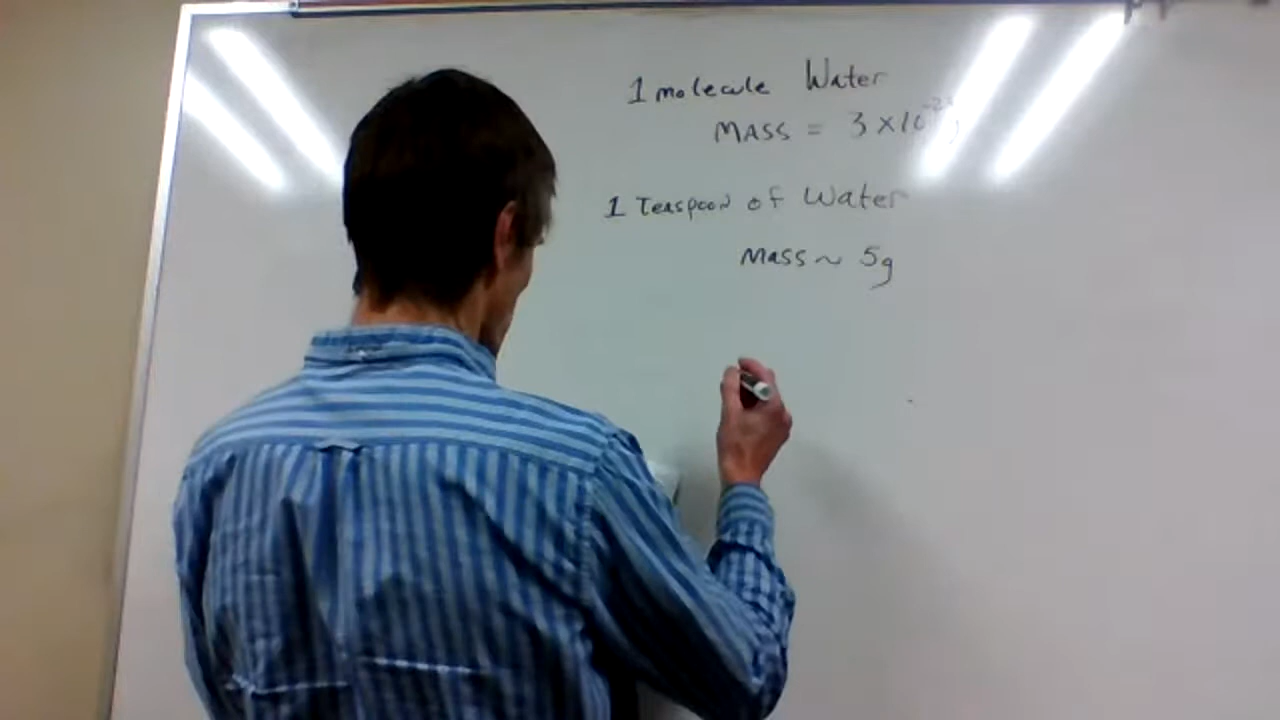 1 molecule Water
MASS = 3 x 10
1 Teaspoon of Water
Mass ~ 5g